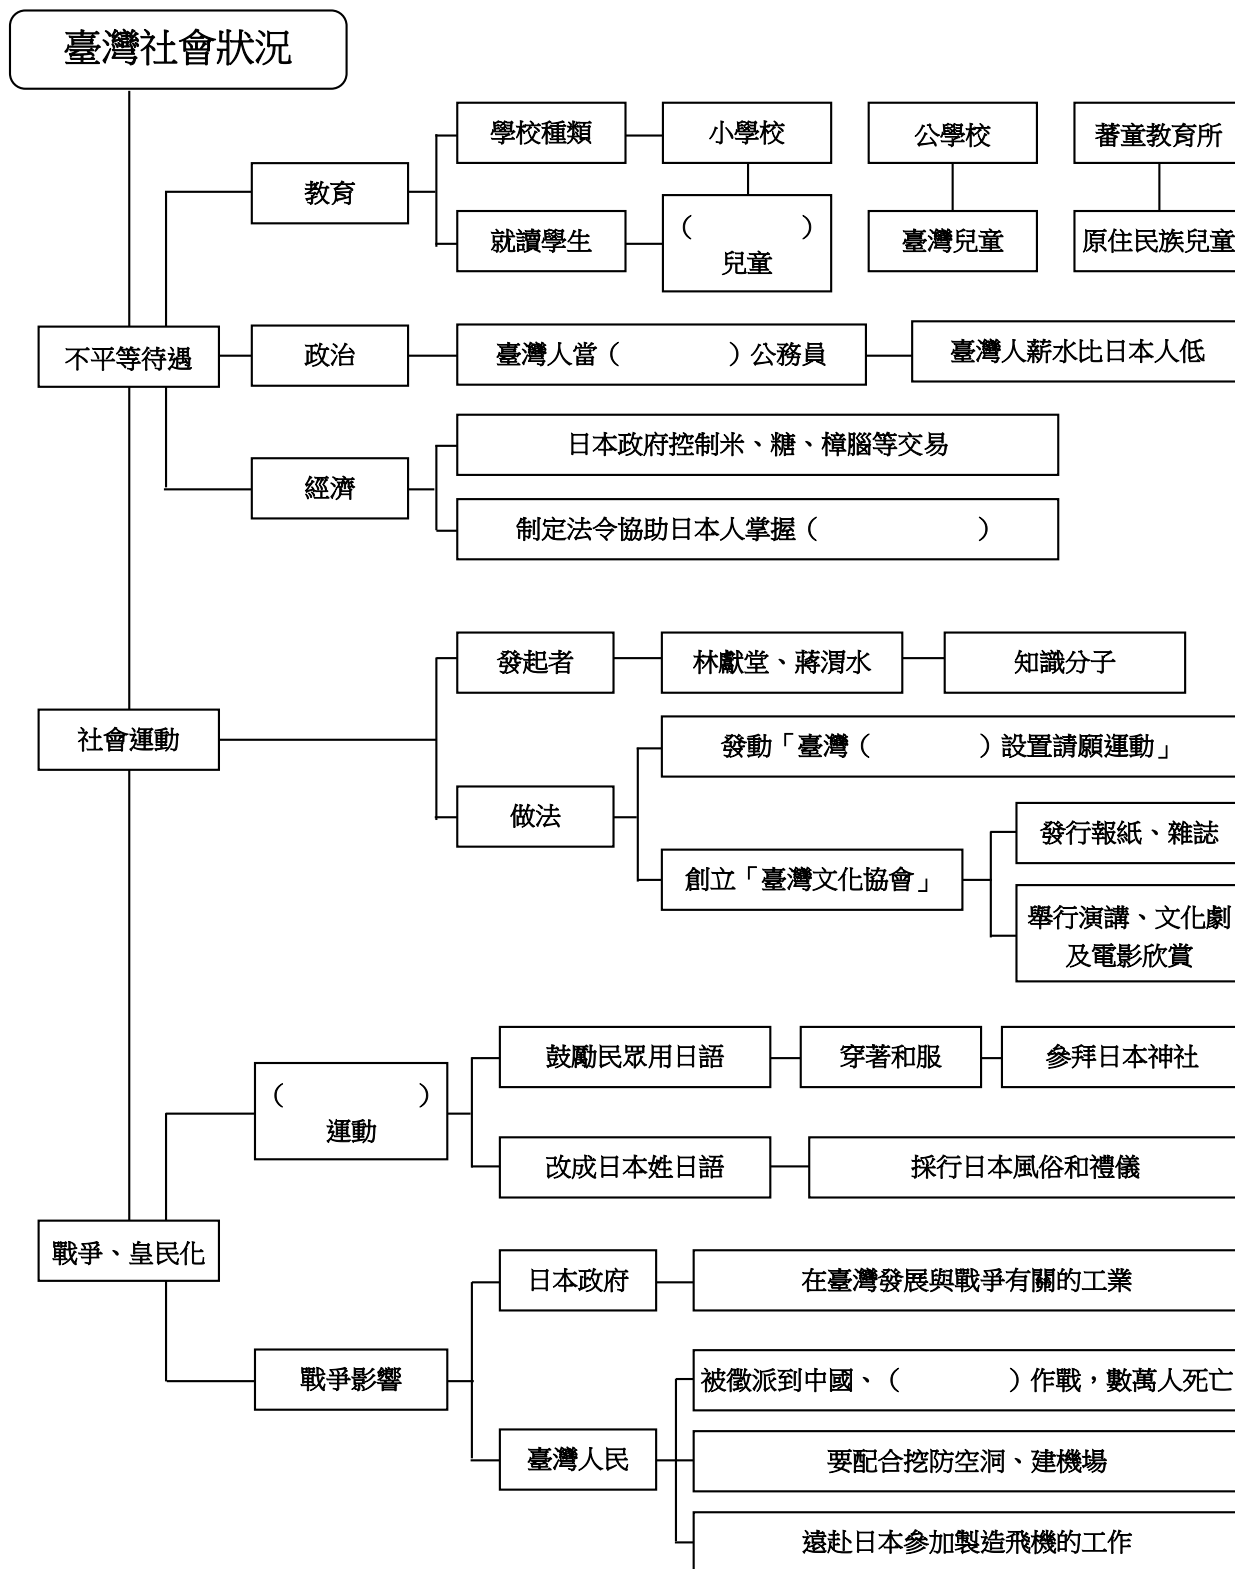 臺灣社會狀況
學校種類
小學校
公學校
蕃童教育所
教育
就讀學生
（　　　　）
兒童
臺灣兒童
原住民族兒童
不平等待遇
政治
臺灣人當（　　　　）公務員
臺灣人薪水比日本人低
日本政府控制米、糖、樟腦等交易
經濟
制定法令協助日本人掌握（　　　　　　）
發起者
林獻堂、蔣渭水
知識分子
社會運動
發動「臺灣（　　　　）設置請願運動」
做法
發行報紙、雜誌
創立「臺灣文化協會」
舉行演講、文化劇
及電影欣賞
鼓勵民眾用日語
穿著和服
參拜日本神社
（　　　　　）
運動
改成日本姓日語
採行日本風俗和禮儀
戰爭、皇民化
日本政府
在臺灣發展與戰爭有關的工業
戰爭影響
被徵派到中國、（　　　　）作戰，數萬人死亡
臺灣人民
要配合挖防空洞、建機場
遠赴日本參加製造飛機的工作